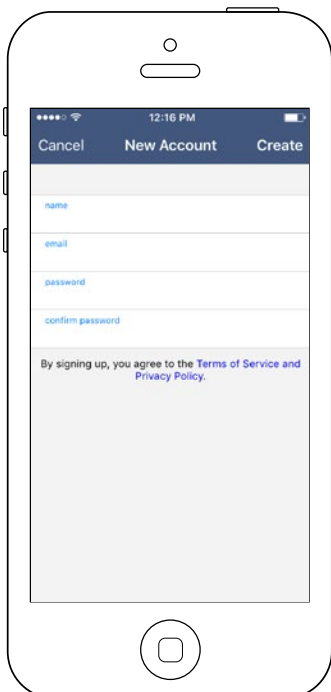 12:16 PM
Cancel New Account Create
name
email
password
confirm password
By signing up, you agree to the Terms of Service and
Privacy Policy.